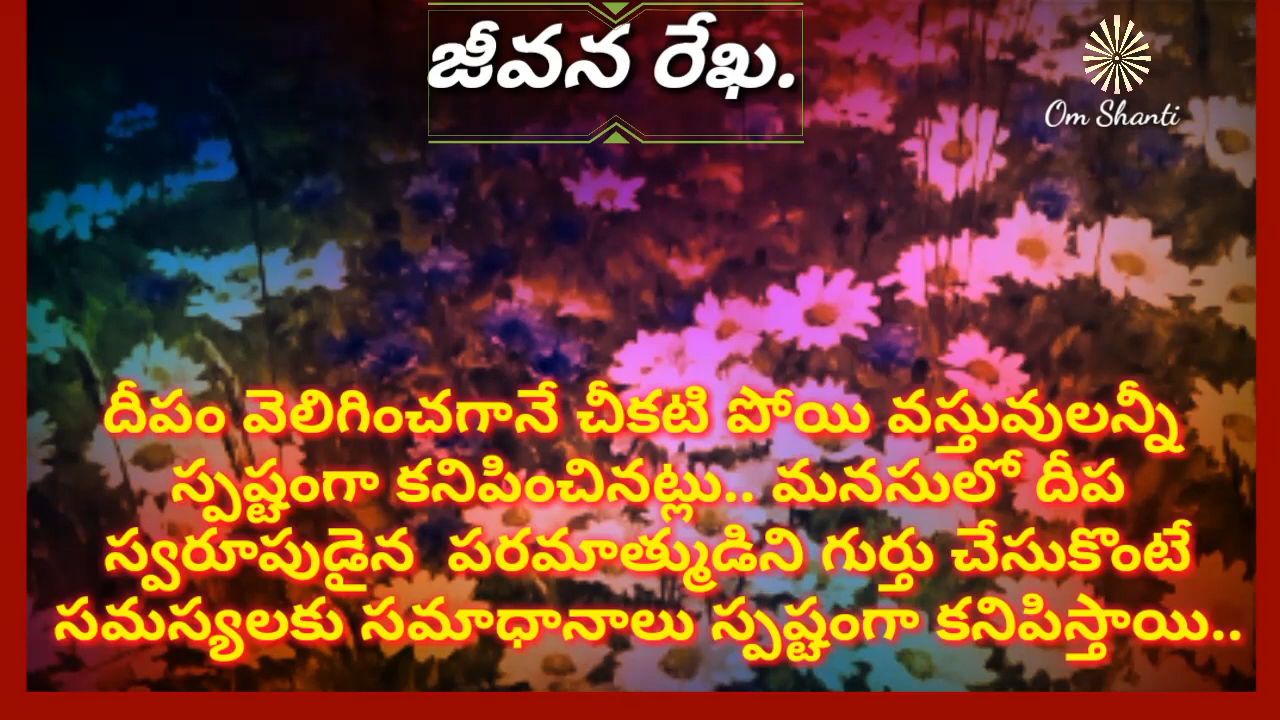 జీవన రేఖ.
Om Shanti
దీపం వెలిగించగానే చీకటి పోయి వస్తువులన్నీ
స్పష్టంగా కనిపించినట్లు.. మనసులో దీప
స్వరూపుడైన పరమాత్ముడిని గుర్తు చేసుకొంటే
సమస్యలకు సమాధానాలు స్పష్టంగా కనిపిస్తాయి..